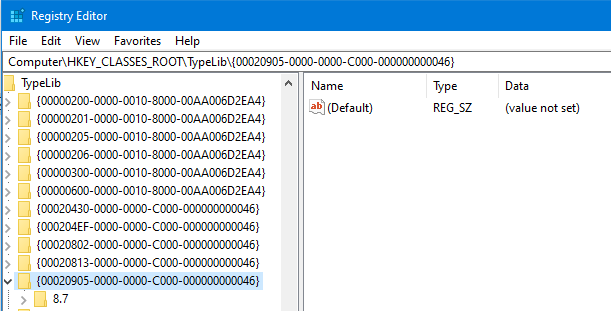 Registry Editor
File Edit View Favorites Help
Computer\HKEY_CLASSES_ROOT\TypeLib\{00020905-0000-0000-C000-000000000046}
TypeLib
{00000200-0000-0010-8000-00AA006D2EA4}
{00000201-0000-0010-8000-00AA006D2EA4}
{00000205-0000-0010-8000-00AA006D2EA4}
{00000206-0000-0010-8000-00AA006D2EA4}
{00000300-0000-0010-8000-00AA006D2EA4}
{00000600-0000-0010-8000-00AA006D2EA4}
{00020430-0000-0000-C000-000000000046}
{000204EF-0000-0000-C000-000000000046}
{00020802-0000-0000-C000-000000000046}
{00020813-0000-0000-C000-000000000046}
{00020905-0000-0000-C000-000000000046}
8.7
Name Type Data
ab (Default) REG_SZ (value not set)